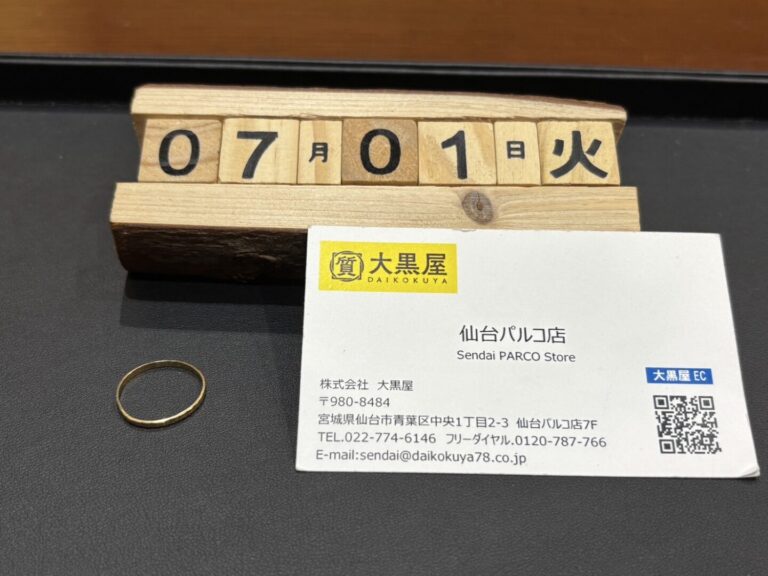 07月01日火
質 大黒屋
DAIKOKUYA
仙台パルコ店
Sendai PARCO Store
大黒屋 EC
株式会社 大黒屋
〒980-8484
宮城県仙台市青葉区中央1丁目2-3 仙台パルコ店7F
TEL.022-774-6146 フリーダイヤル.0120-787-766
E-mail:sendai@daikokuya78.co.jp